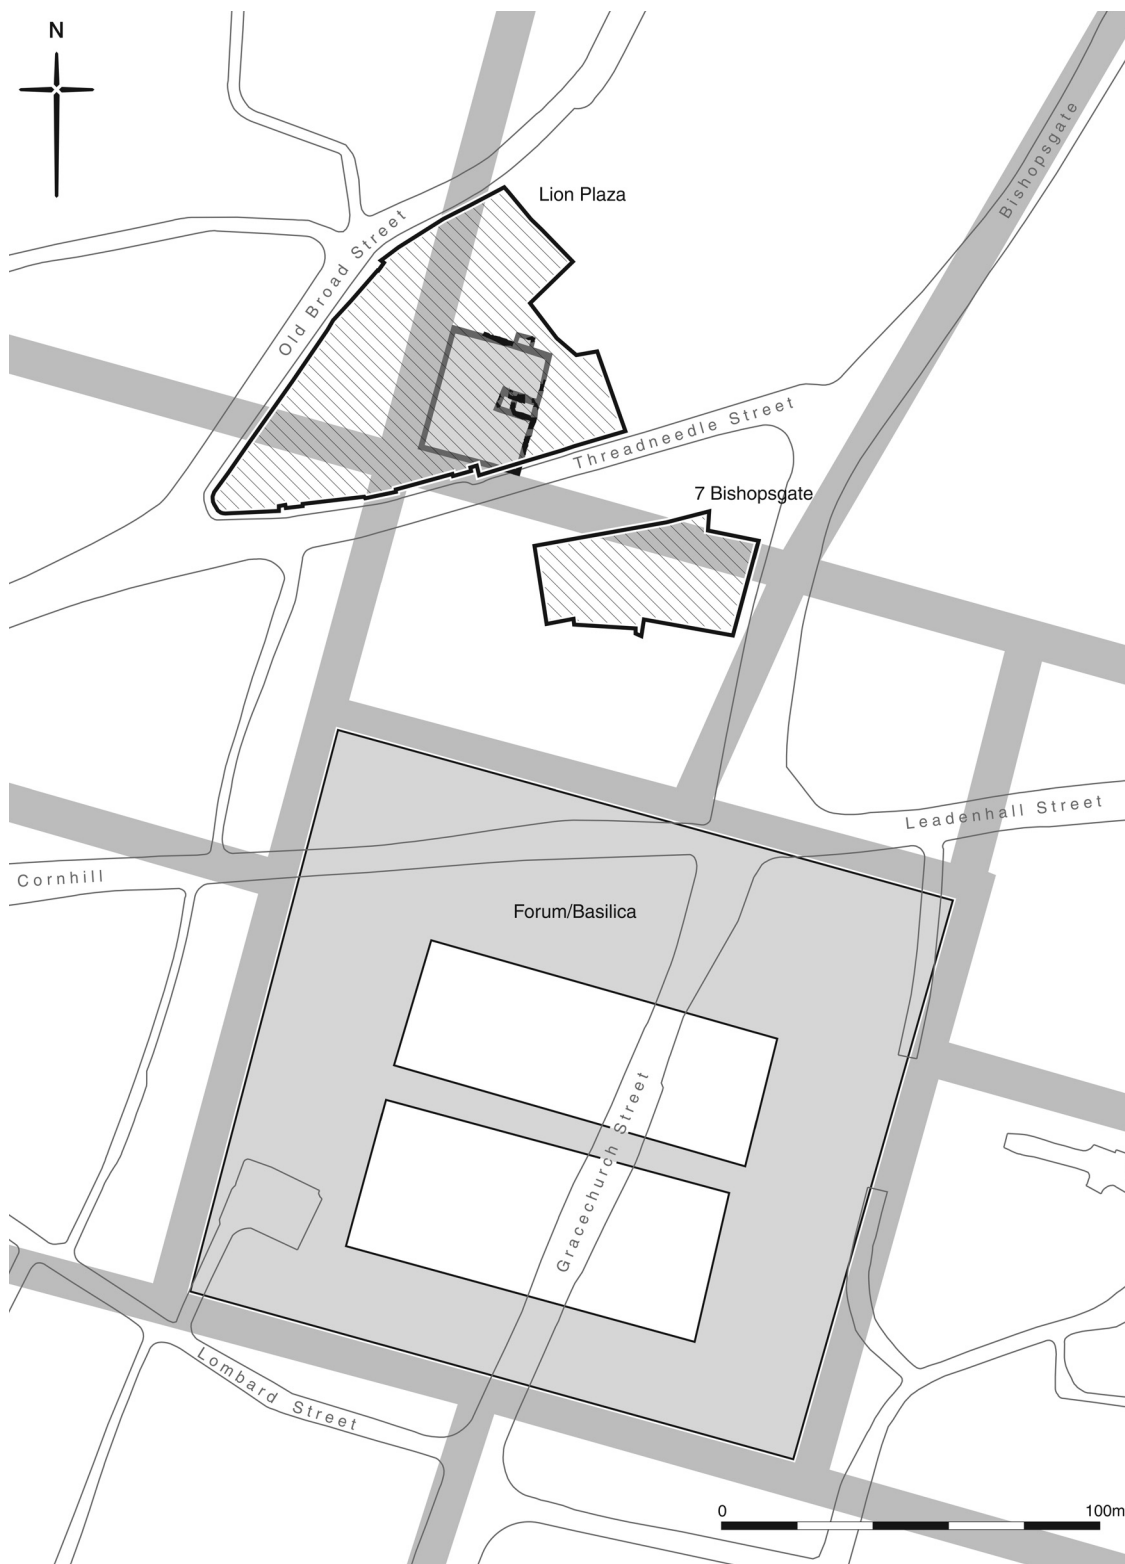 N
Lion Plaza
Bishopsgate
Old Broad Street
Threadneedle Street
7 Bishopsgate
Leadenhall Street
Cornhill
Forum/Basilica
Gracechurch Street
Lombard Street
0 100m